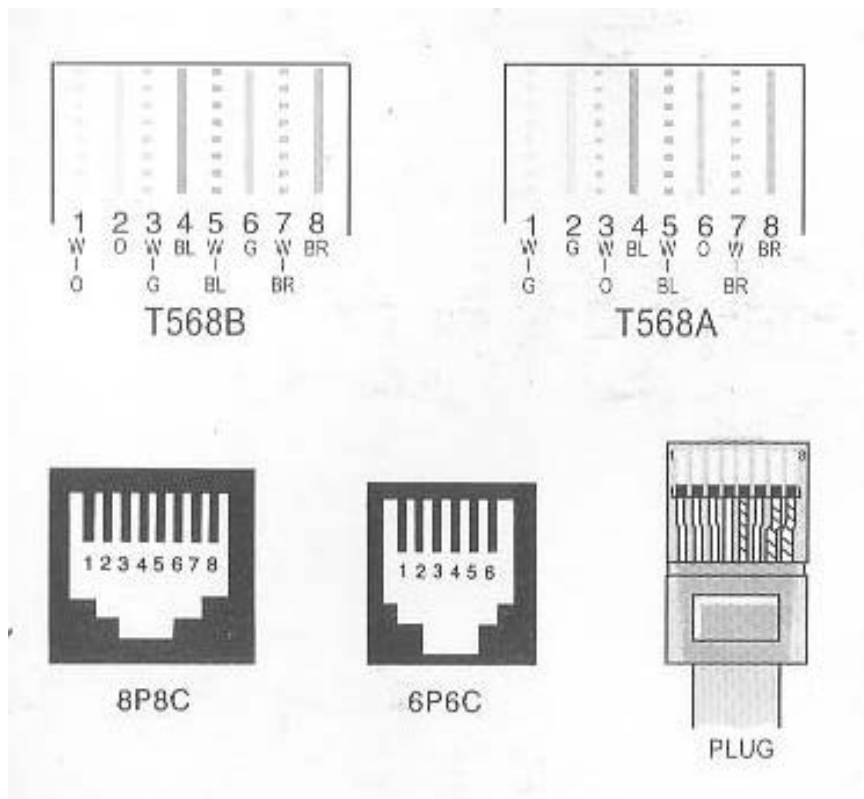 1 2 3 4 5 6 7 8
W O W BL W G W BR
O G BL BR
T568B
1 2 3 4 5 6 7 8
W G W BL W O W BR
G O BL BR
T568A
1 2 3 4 5 6 7 8
8P8C
1 2 3 4 5 6
6P6C
1 8
PLUG